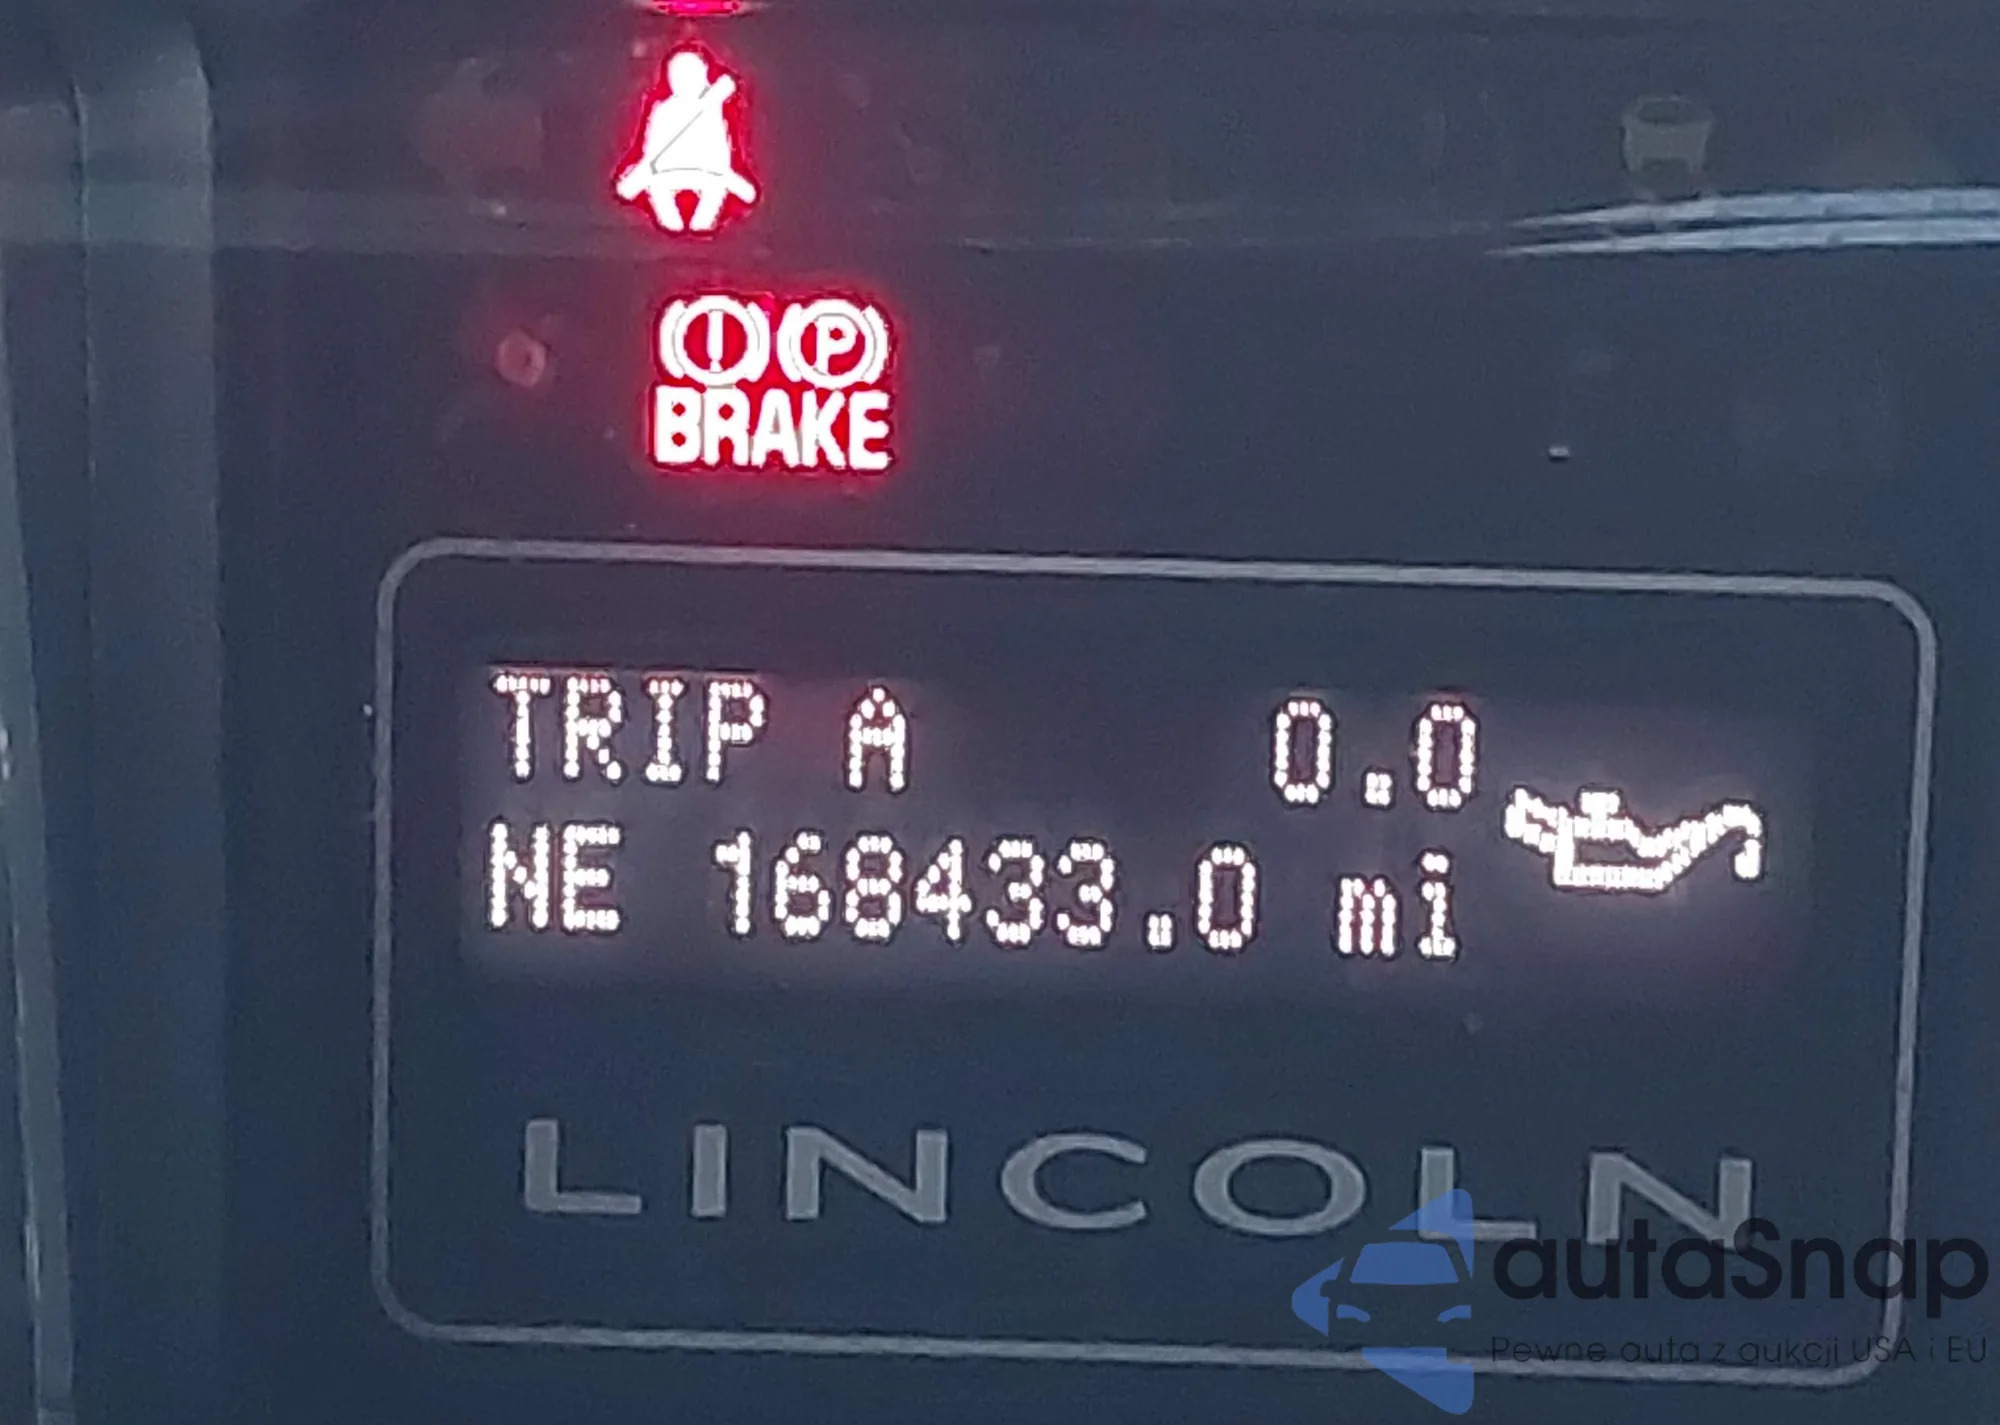 (!) (P)
BRAKE
TRIP A 0.0
NE 168433.0 mi
LINCOLN
autaSnap
Pewne auta z aukcji USA i EU